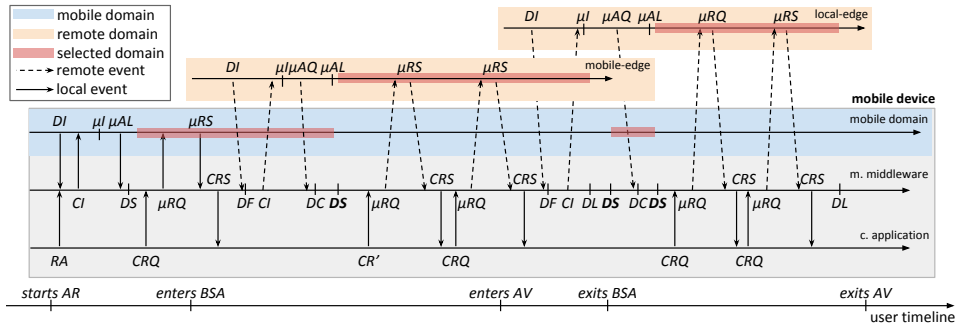 mobile domain
remote domain
selected domain
remote event
local event
DI μI μAQ μAL μRQ μRS local-edge
DI μI μAQ μAL μRS μRS mobile-edge
mobile device
DI μI μAL μRS mobile domain
CRS CRS CRS CRS CRS m. middleware
CI DS μRQ DF CI DC DS μRQ μRQ DF CI DL DS DC DS μRQ μRQ DL
c. application
RA CRQ CR' CRQ CRQ CRQ
starts AR enters BSA enters AV exits BSA exits AV
user timeline